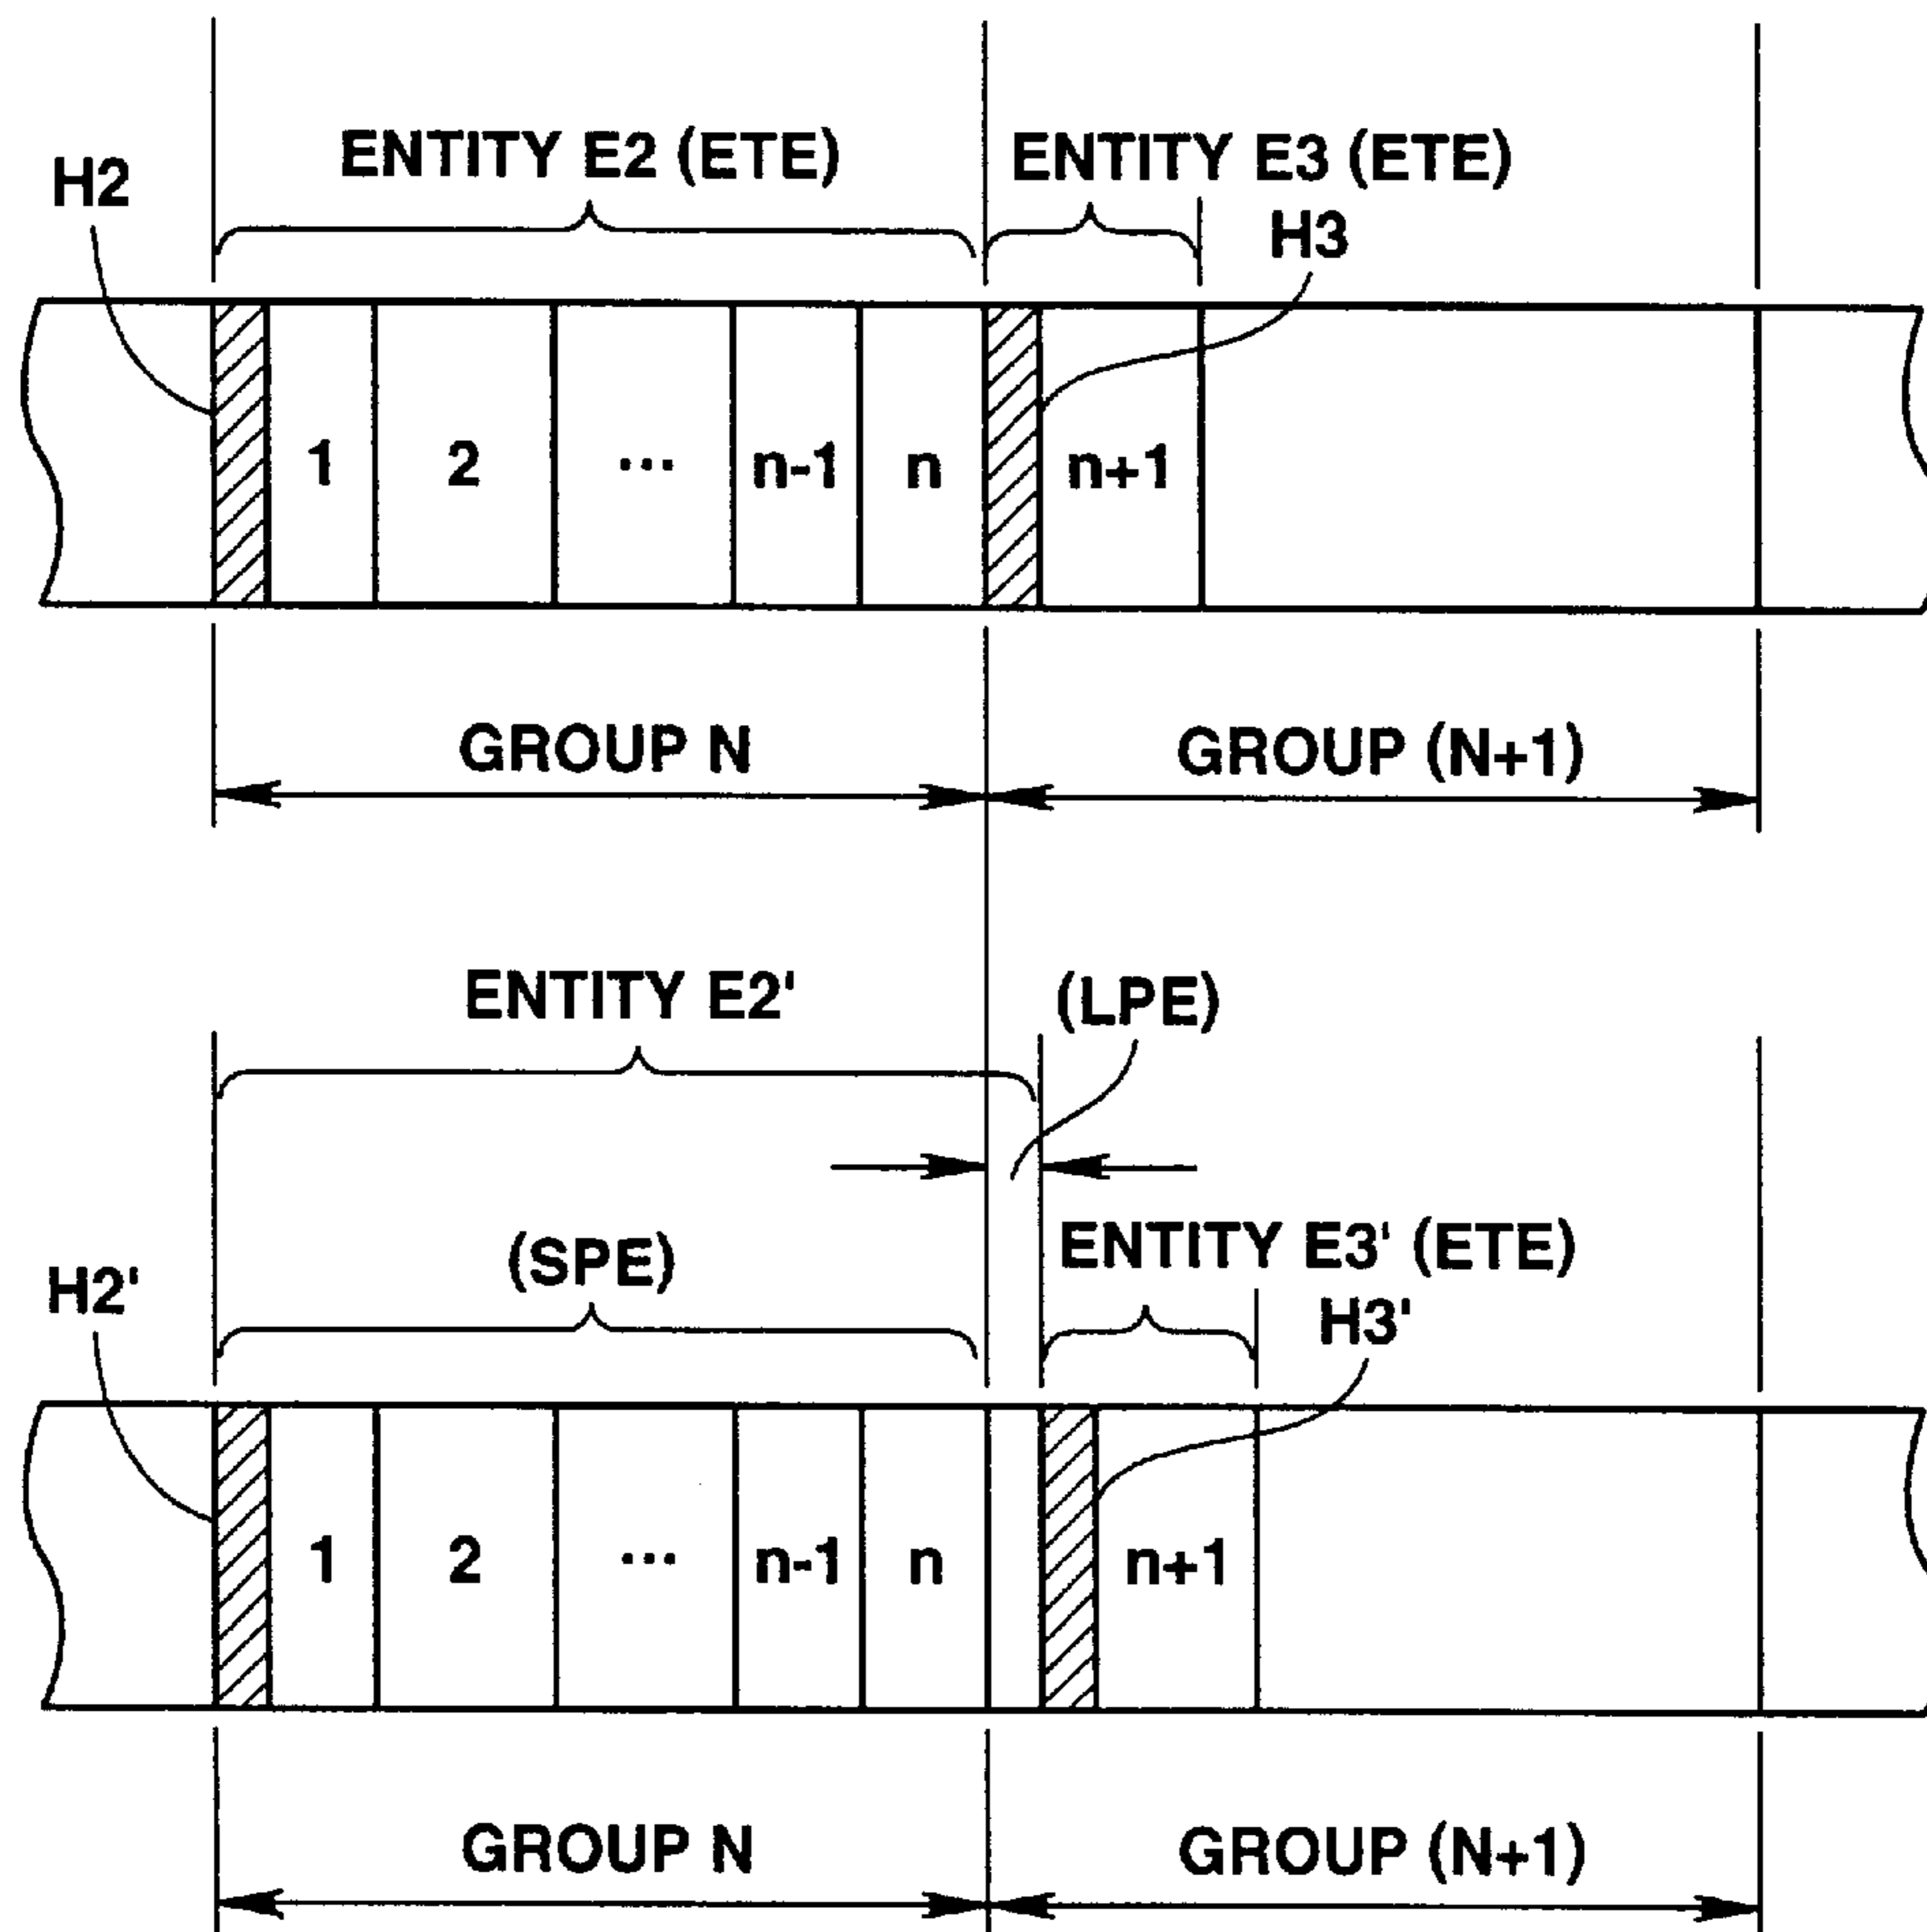 ENTITY E2 (ETE) ENTITY E3 (ETE)
H2 H3
1 2 ... n-1 n n+1
GROUP N GROUP (N+1)
ENTITY E2' (LPE)
(SPE) ENTITY E3' (ETE)
H2' H3'
1 2 ... n-1 n n+1
GROUP N GROUP (N+1)